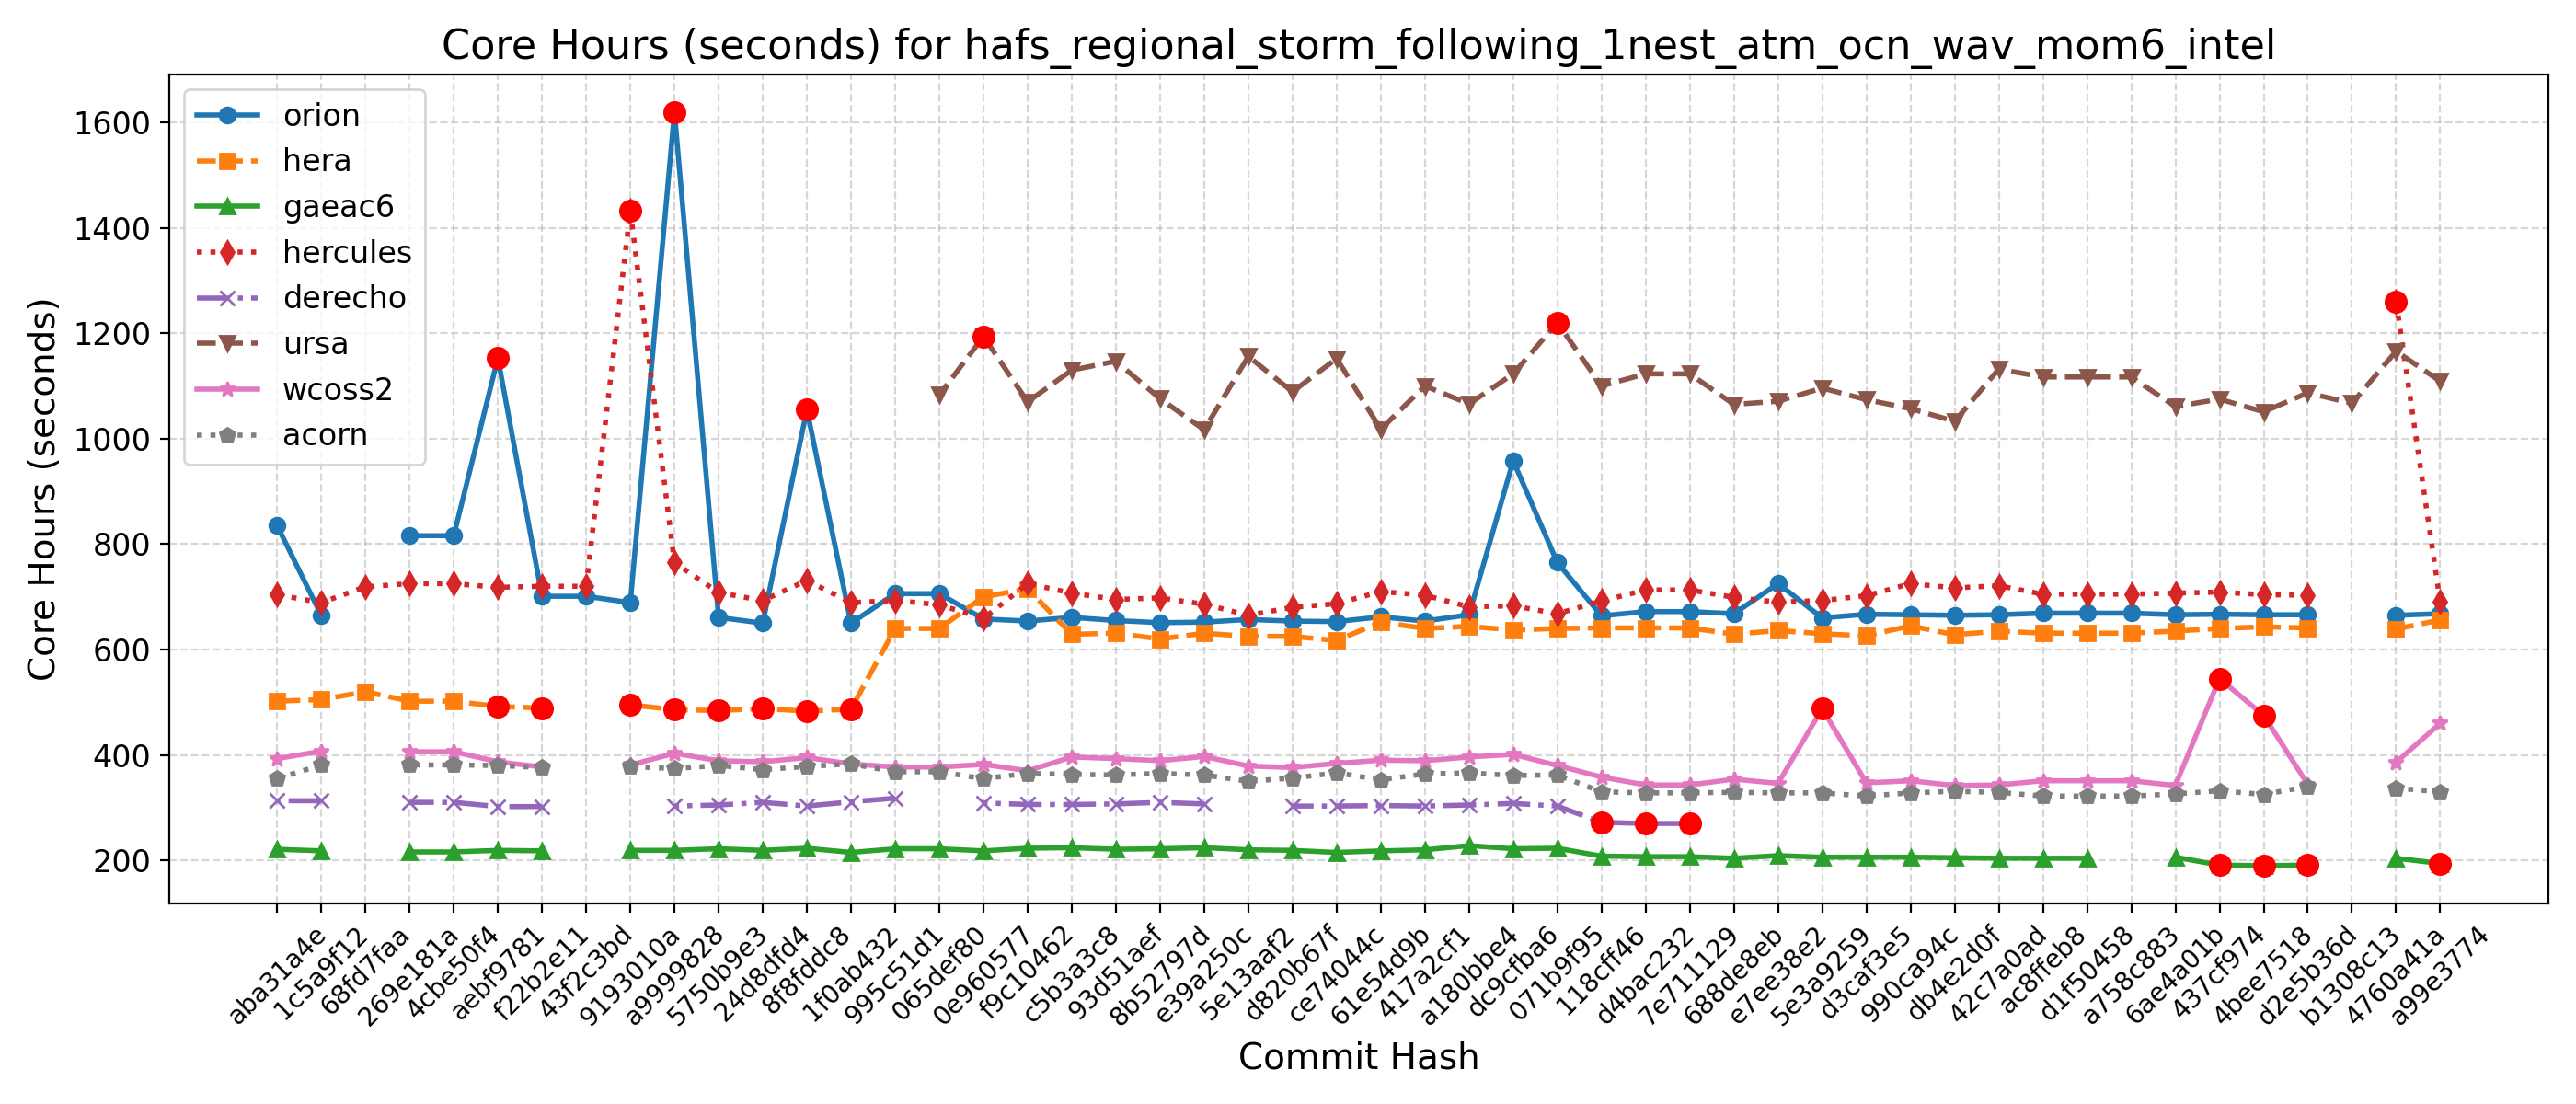 Core Hours (seconds) for hafs_regional_storm_following_1nest_atm_ocn_wav_mom6_intel
orion
hera
gaeac6
hercules
derecho
ursa
wcoss2
acorn
Core Hours (seconds)
1600
1400
1200
1000
800
600
400
200
aba31a4e
1c5a9f12
68fd7faa
269e181a
4cbe50f4
aebf9781
f22b2e11
43f2c3bd
9193010a
a9999828
5750b9e3
24d8dfd4
8f8fddc8
1f0ab432
995c51d1
065def80
0e960577
f9c10462
c5b3a3c8
93d51aef
8b52797d
e39a250c
5e13aaf2
d820b67f
ce74044c
61e54d9b
417a2cf1
a180bbe4
dc9cfba6
071b9f95
118cff46
d4bac232
7e711129
688de8eb
e7ee38e2
5e3a9259
d3caf3e5
990ca94c
db4e2d0f
42c7a0ad
ac8ffeb8
d1f50458
a758c883
6ae4a01b
437cf974
4bee7518
d2e5b36d
b1308c13
4760a41a
a99e3774
Commit Hash